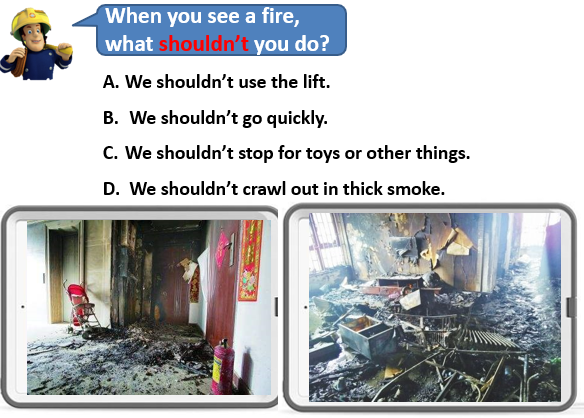 When you see a fire,
what shouldn't you do?
A. We shouldn't use the lift.
B. We shouldn't go quickly.
C. We shouldn't stop for toys or other things.
D. We shouldn't crawl out in thick smoke.